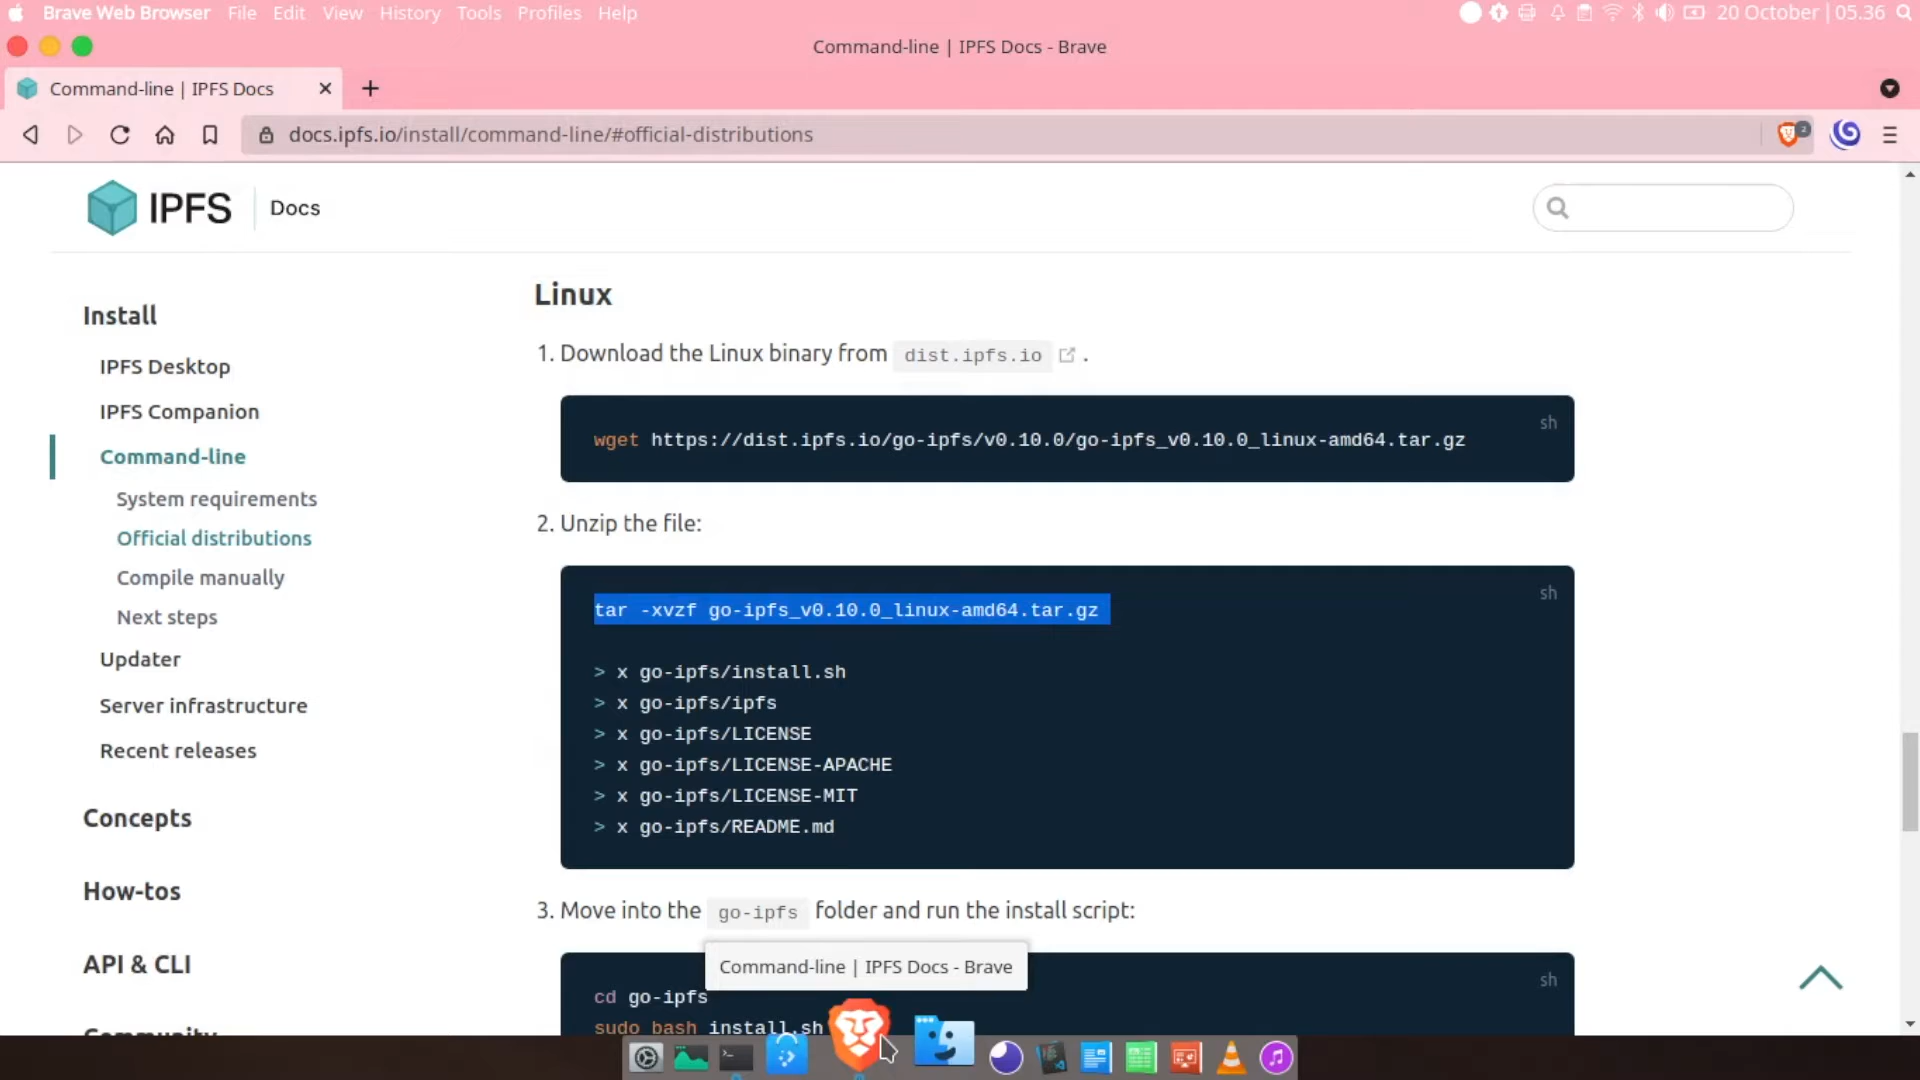 Brave Web Browser File Edit View History Tools Profiles Help 20 October | 05.36
Command-line | IPFS Docs - Brave
Command-line | IPFS Docs
docs.ipfs.io/install/command-line/#official-distributions 2
IPFS Docs
Install
IPFS Desktop
IPFS Companion
Command-line
System requirements
Official distributions
Compile manually
Next steps
Updater
Server infrastructure
Recent releases
Concepts
How-tos
API & CLI
Community
Linux
1. Download the Linux binary from dist.ipfs.io .
sh
wget https://dist.ipfs.io/go-ipfs/v0.10.0/go-ipfs_v0.10.0_linux-amd64.tar.gz
2. Unzip the file:
sh
tar -xvzf go-ipfs_v0.10.0_linux-amd64.tar.gz
> x go-ipfs/install.sh
> x go-ipfs/ipfs
> x go-ipfs/LICENSE
> x go-ipfs/LICENSE-APACHE
> x go-ipfs/LICENSE-MIT
> x go-ipfs/README.md
3. Move into the go-ipfs folder and run the install script:
Command-line | IPFS Docs - Brave
sh
cd go-ipfs
sudo bash install.sh